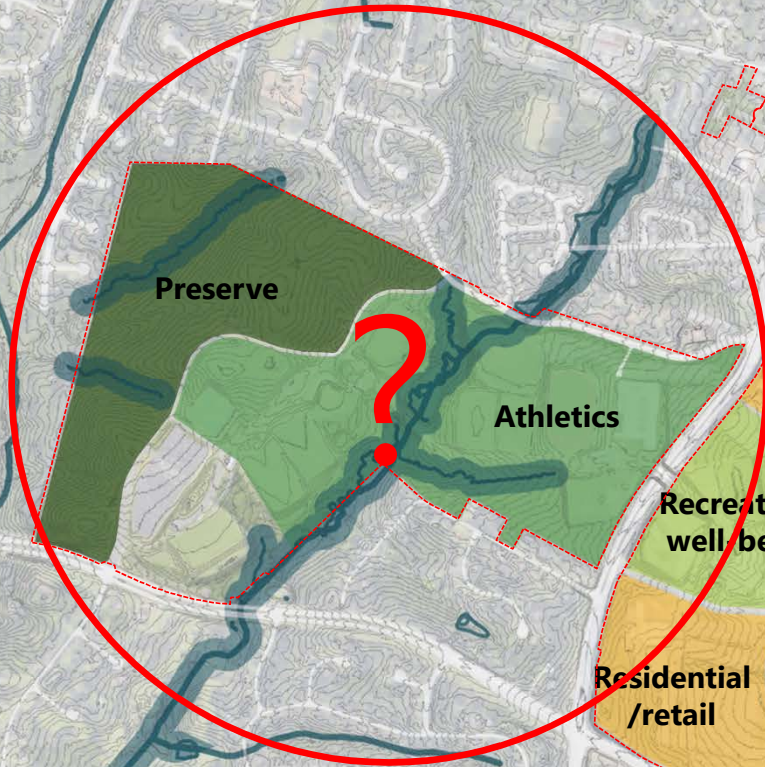 Preserve
?
Athletics
Recreat
well-be
Residential
/retail